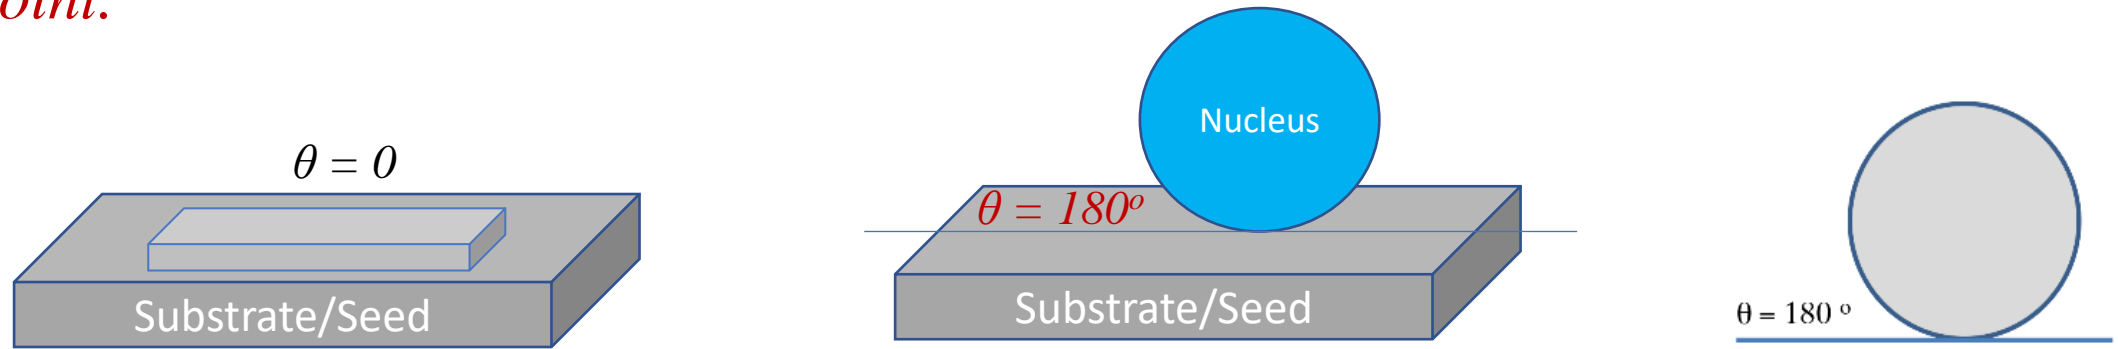 θ = 0
Substrate/Seed
Nucleus
θ = 180º
Substrate/Seed
θ = 180 º